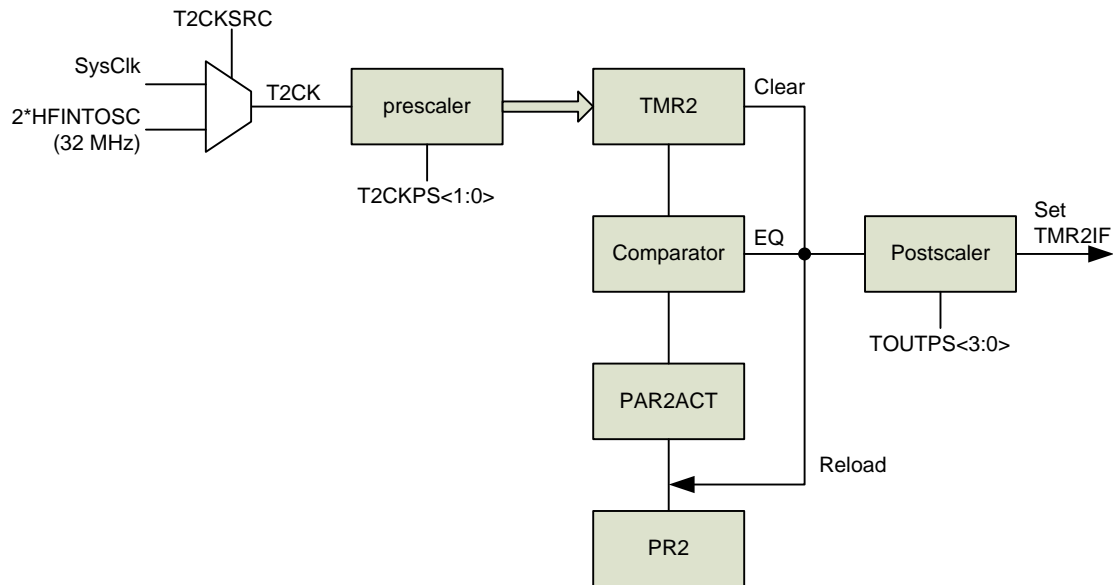 T2CKSRC
SysClk
2*HFINTOSC
(32 MHz)
T2CK
prescaler
T2CKPS<1:0>
TMR2
Clear
Comparator
EQ
Postscaler
Set
TMR2IF
TOUTPS<3:0>
PAR2ACT
Reload
PR2